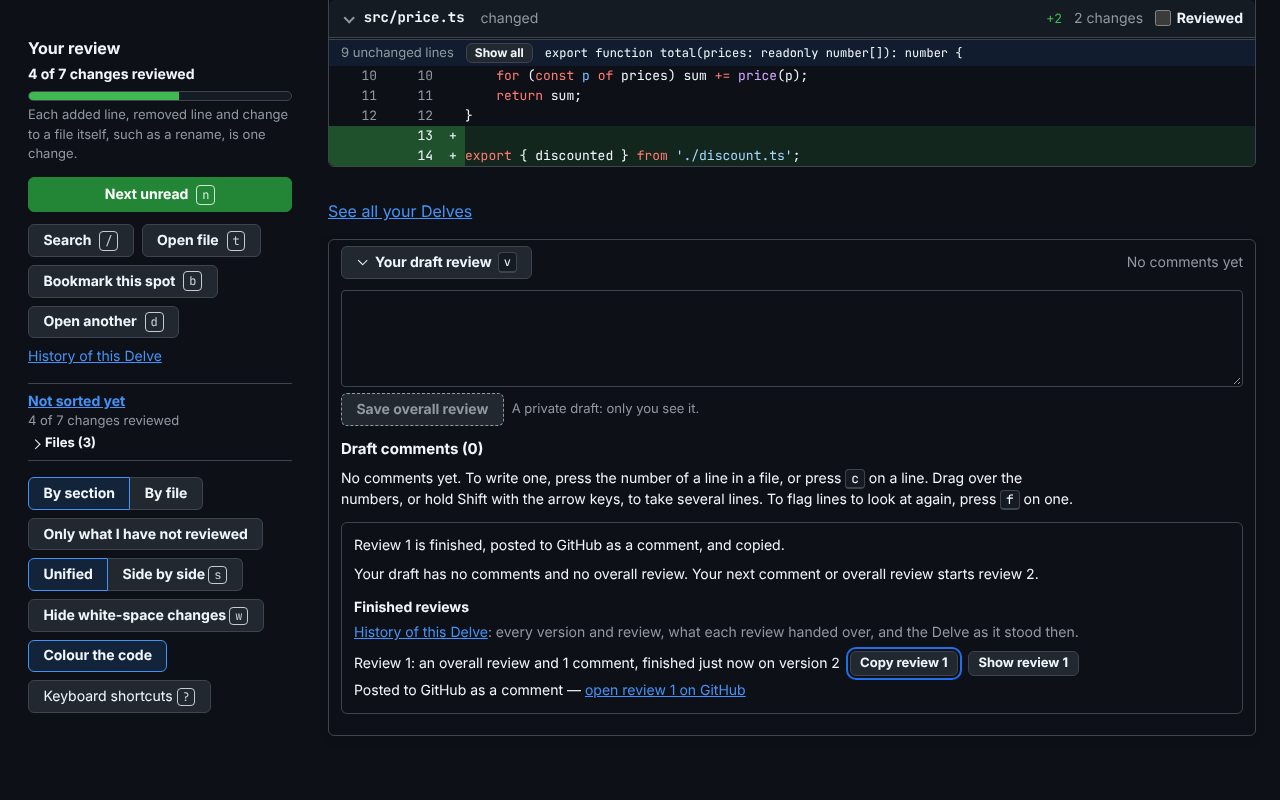 Your review
4 of 7 changes reviewed
Each added line, removed line and change
to a file itself, such as a rename, is one
change.
Next unread n
Search /
Open file t
Bookmark this spot b
Open another d
History of this Delve
Not sorted yet
4 of 7 changes reviewed
Files (3)
By section
By file
Only what I have not reviewed
Unified
Side by side s
Hide white-space changes w
Colour the code
Keyboard shortcuts ?
src/price.ts changed +2 2 changes Reviewed
9 unchanged lines Show all export function total(prices: readonly number[]): number {
10 10 for (const p of prices) sum += price(p);
11 11 return sum;
12 12 }
13 +
14 + export { discounted } from './discount.ts';
See all your Delves
Your draft review v No comments yet
Save overall review A private draft: only you see it.
Draft comments (0)
No comments yet. To write one, press the number of a line in a file, or press c on a line. Drag over the
numbers, or hold Shift with the arrow keys, to take several lines. To flag lines to look at again, press f on one.
Review 1 is finished, posted to GitHub as a comment, and copied.
Your draft has no comments and no overall review. Your next comment or overall review starts review 2.
Finished reviews
History of this Delve: every version and review, what each review handed over, and the Delve as it stood then.
Review 1: an overall review and 1 comment, finished just now on version 2 Copy review 1 Show review 1
Posted to GitHub as a comment — open review 1 on GitHub